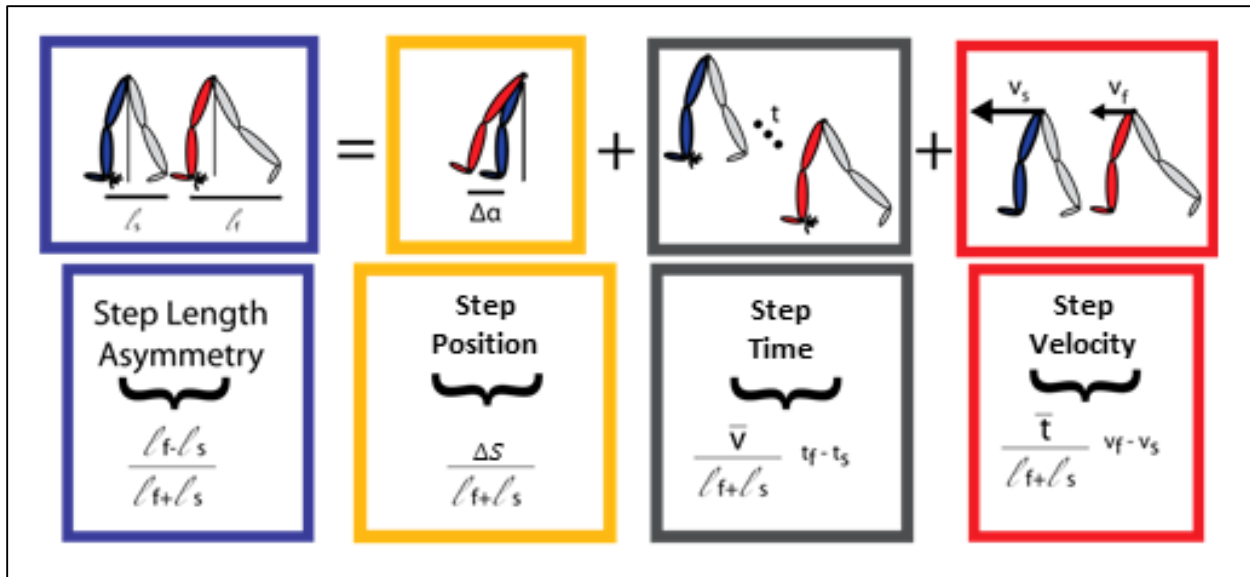 ℓs
ℓf
=
Δα
+
t
+
vs
vf
Step Length
Asymmetry
ℓf-ℓs
ℓf+ℓs
Step
Position
ΔS
ℓf+ℓs
Step
Time
v̄
ℓf+ℓs
tf - ts
Step
Velocity
t̄
ℓf+ℓs
vf - vs